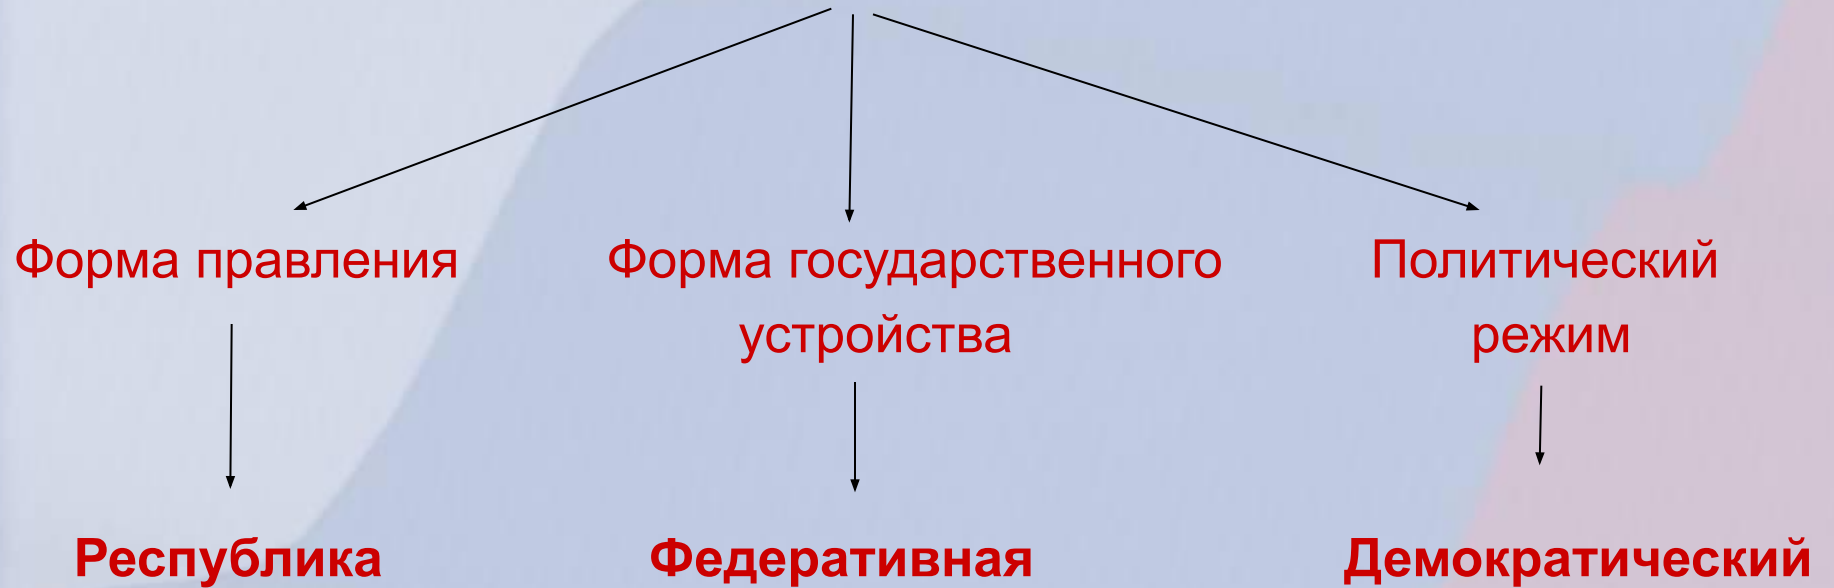 Форма правления
Форма государственного
устройства
Политический
режим
Республика
Федеративная
Демократический